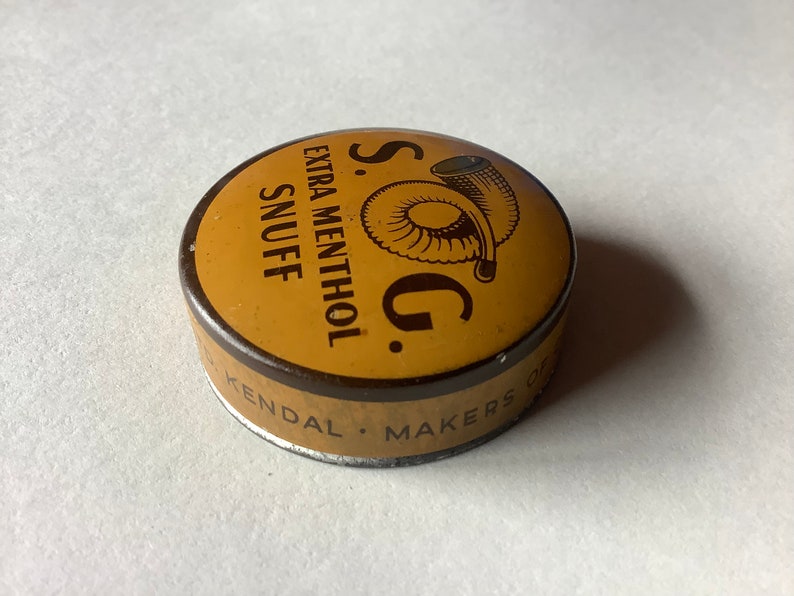 S. G.
EXTRA MENTHOL
SNUFF
D. KENDAL · MAKERS OF